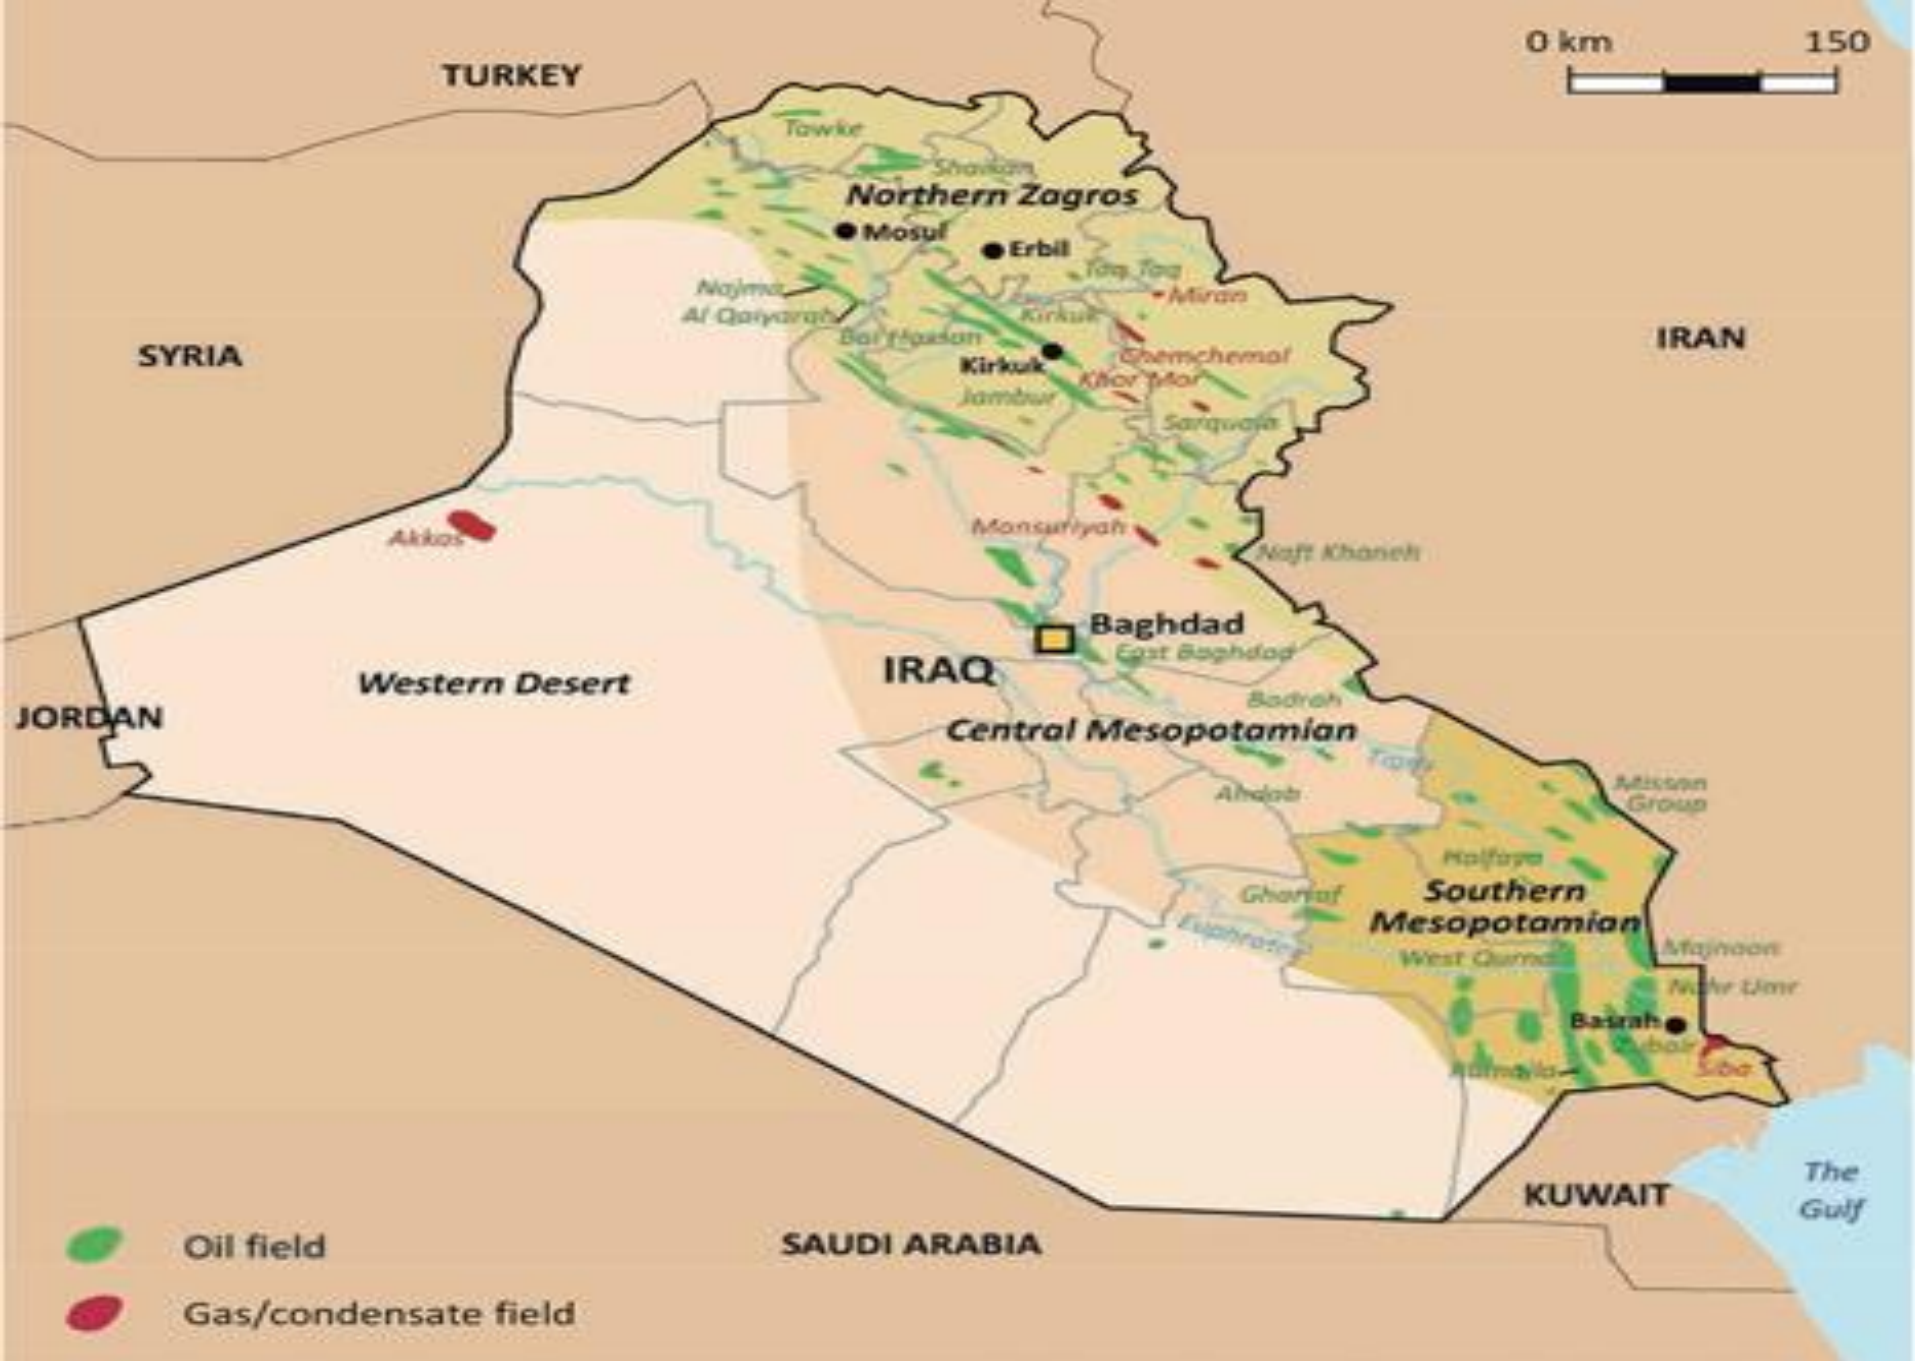 0 km 150
TURKEY
Tawke
Shaikan
Northern Zagros
Mosul
Erbil
Taq Taq
Najma
Miran
Al Qaiyarah
Kirkuk
Bai Hassan
IRAN
SYRIA
Chemchemal
Kirkuk
Khor Mor
Jambur
Sarquala
Mansuriyah
Akkas
Naft Khaneh
Baghdad
East Baghdad
IRAQ
Western Desert
Badrah
JORDAN
Central Mesopotamian
Tigris
Missan
Group
Ahdab
Halfaya
Southern
Mesopotamian
Gharraf
Euphrates
West Qurna
Majnoon
Nahr Umr
Basrah
Zubair
Rumaila
Siba
The
Gulf
KUWAIT
SAUDI ARABIA
Oil field
Gas/condensate field